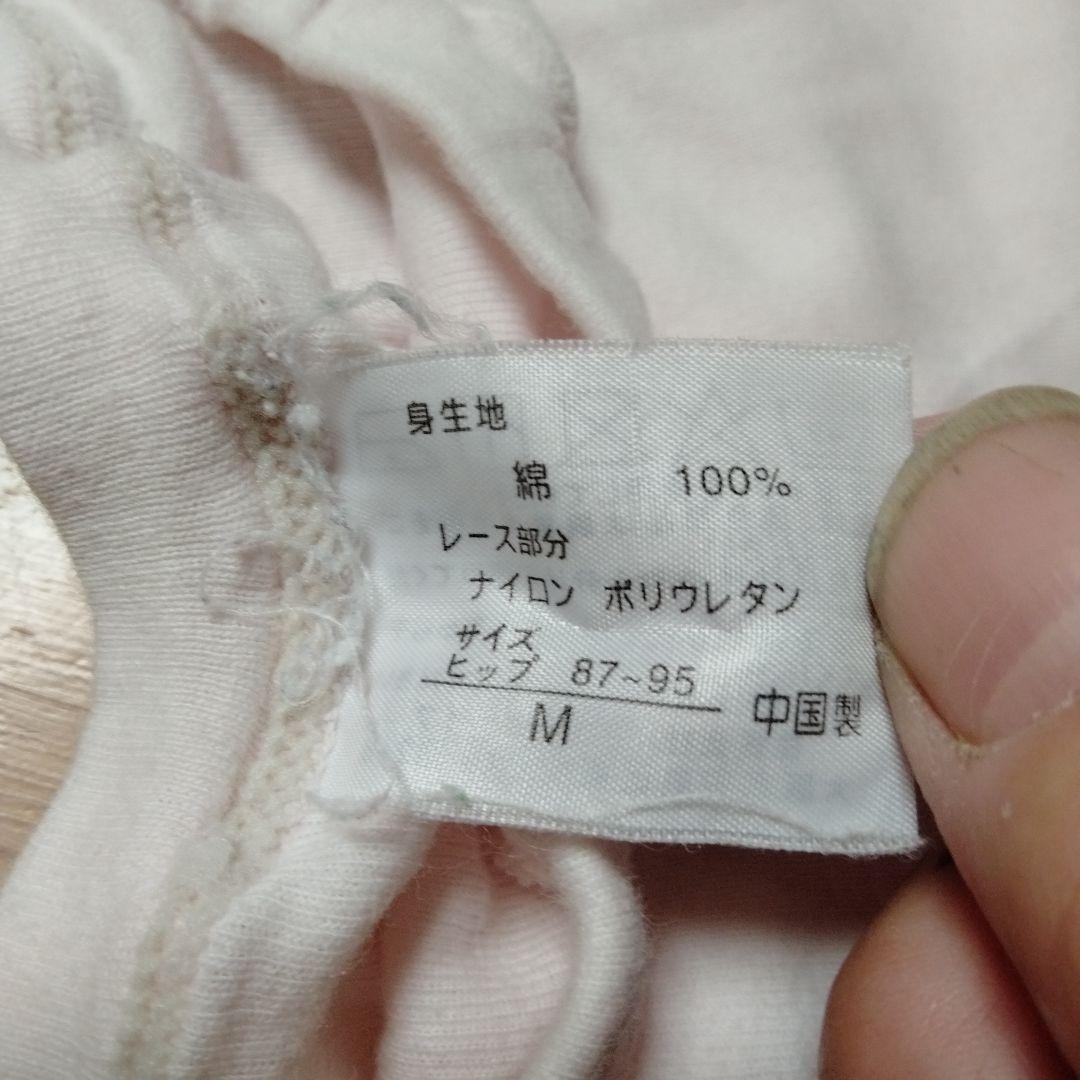 身生地
綿 100%
レース部分
ナイロン ポリウレタン
サイズ
ヒップ 87~95
M 中国製